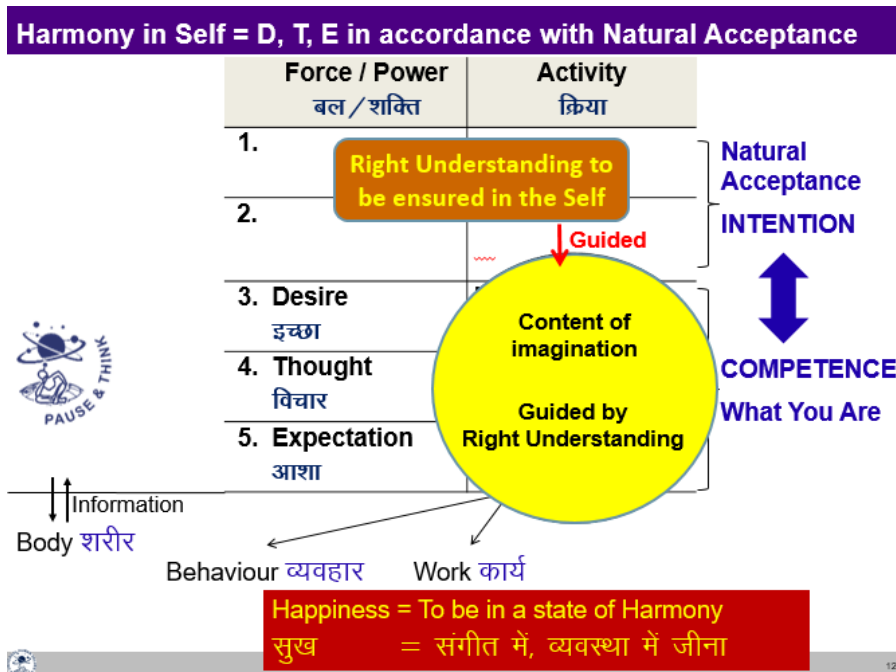 Harmony in Self = D, T, E in accordance with Natural Acceptance
Force / Power
बल / शक्ति
Activity
क्रिया
1.
Right Understanding to
be ensured in the Self
Natural
Acceptance
INTENTION
2.
Guided
3. Desire
इच्छा
Content of
imagination
4. Thought
विचार
COMPETENCE
What You Are
Guided by
Right Understanding
5. Expectation
आशा
PAUSE & THINK
Information
Body शरीर
Behaviour व्यवहार
Work कार्य
Happiness = To be in a state of Harmony
सुख = संगीत में, व्यवस्था में जीना